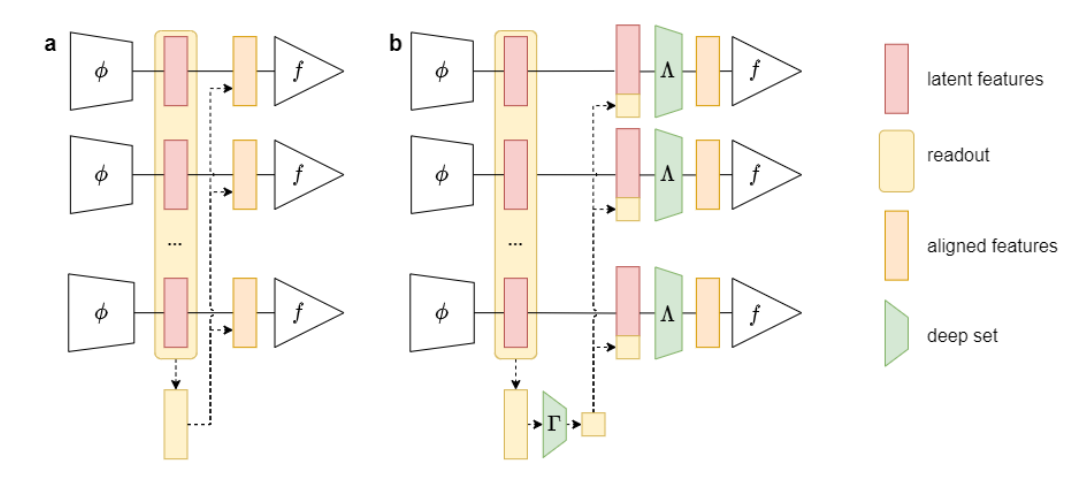 a
b
ϕ
f
ϕ
Λ
f
ϕ
f
ϕ
Λ
f
...
...
ϕ
f
ϕ
Λ
f
Γ
latent features
readout
aligned features
deep set